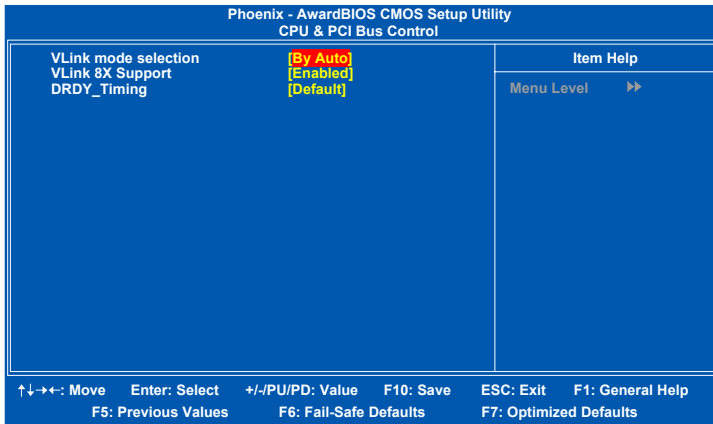 Phoenix - AwardBIOS CMOS Setup Utility
CPU & PCI Bus Control
VLink mode selection [By Auto]
VLink 8X Support [Enabled]
DRDY_Timing [Default]
Item Help
Menu Level ▶▶
↑↓→←: Move Enter: Select +/-/PU/PD: Value F10: Save ESC: Exit F1: General Help
F5: Previous Values F6: Fail-Safe Defaults F7: Optimized Defaults